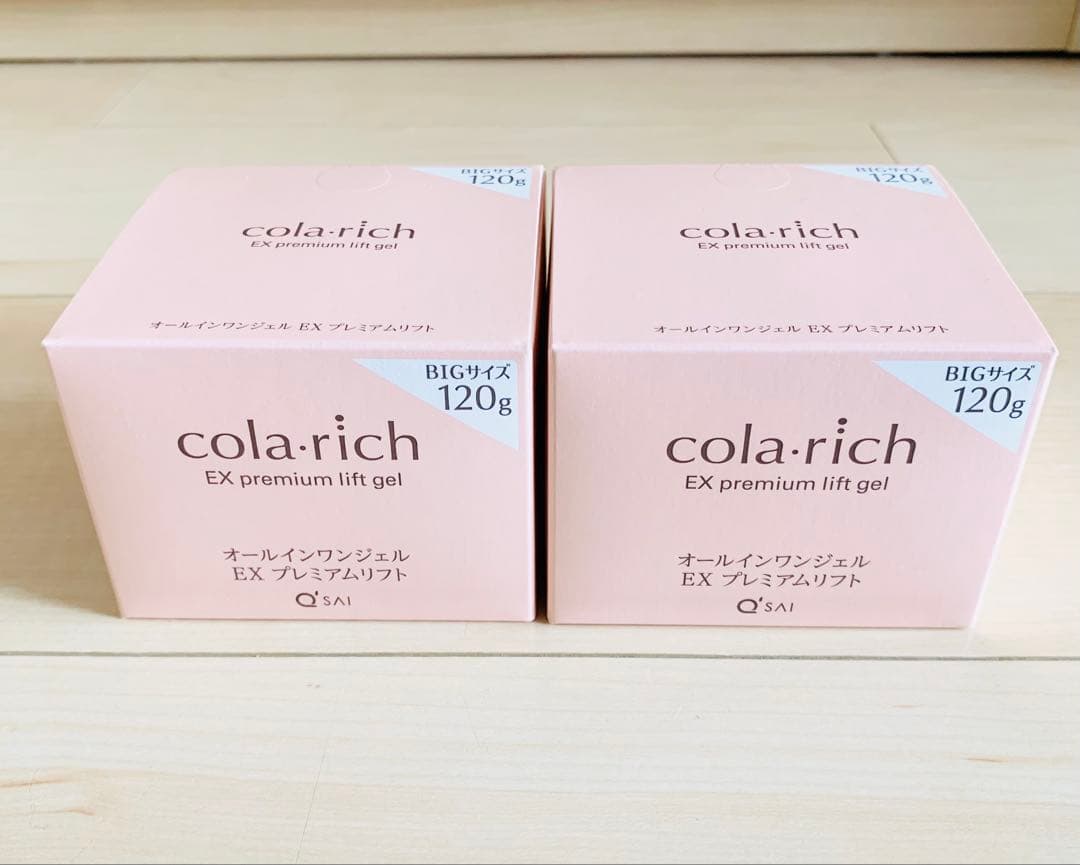 BIGサイズ
120g
cola・rich
EX premium lift gel
オールインワンジェル EX プレミアムリフト
BIGサイズ
120g
cola・rich
EX premium lift gel
オールインワンジェル
EX プレミアムリフト
Q'SAI
BIGサイズ
120g
cola・rich
EX premium lift gel
オールインワンジェル EX プレミアムリフト
BIGサイズ
120g
cola・rich
EX premium lift gel
オールインワンジェル
EX プレミアムリフト
Q'SAI